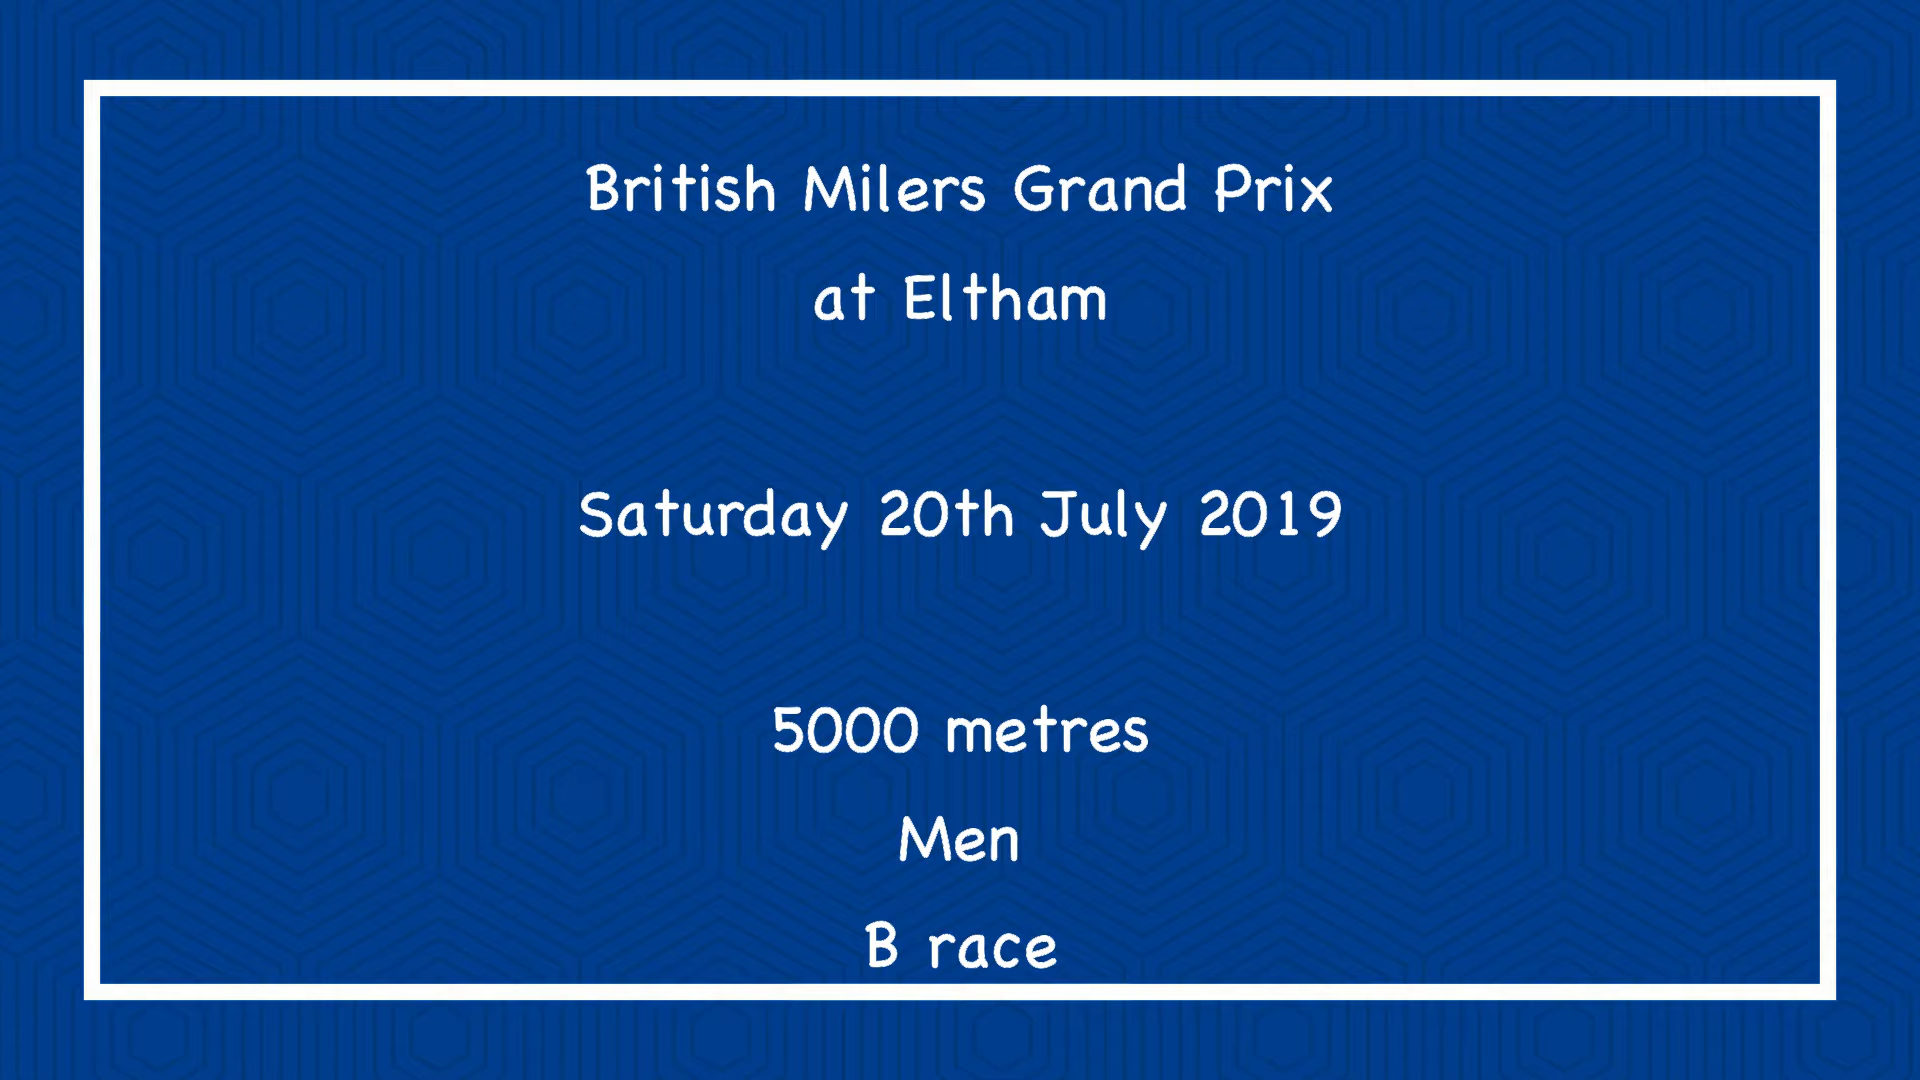 British Milers Grand Prix
at Eltham
Saturday 20th July 2019
5000 metres
Men
B race